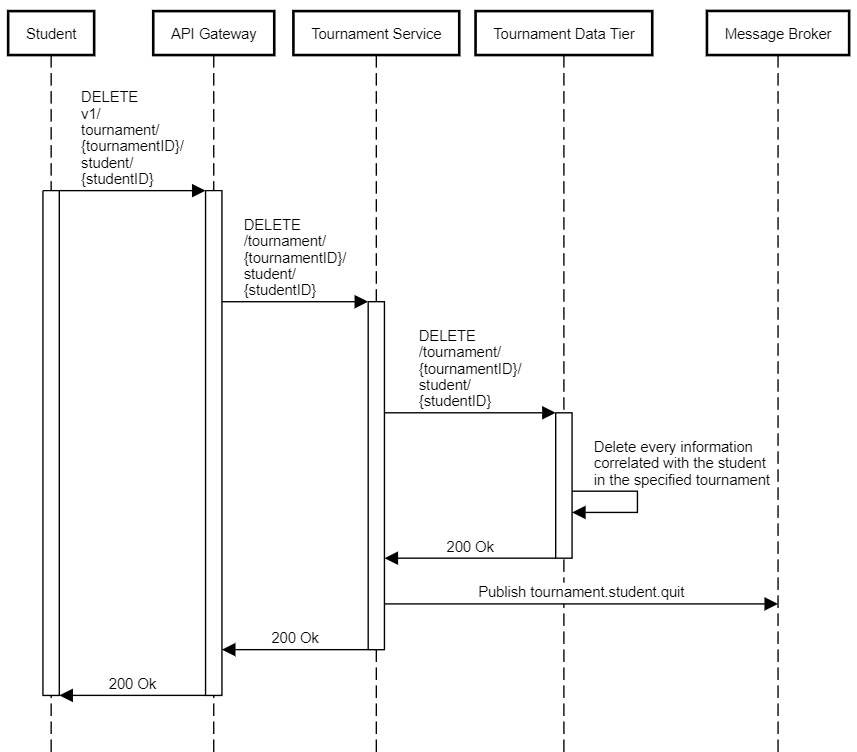 Student
API Gateway
Tournament Service
Tournament Data Tier
Message Broker
DELETE
v1/
tournament/
{tournamentID}/
student/
{studentID}
DELETE
/tournament/
{tournamentID}/
student/
{studentID}
DELETE
/tournament/
{tournamentID}/
student/
{studentID}
Delete every information
correlated with the student
in the specified tournament
200 Ok
Publish tournament.student.quit
200 Ok
200 Ok